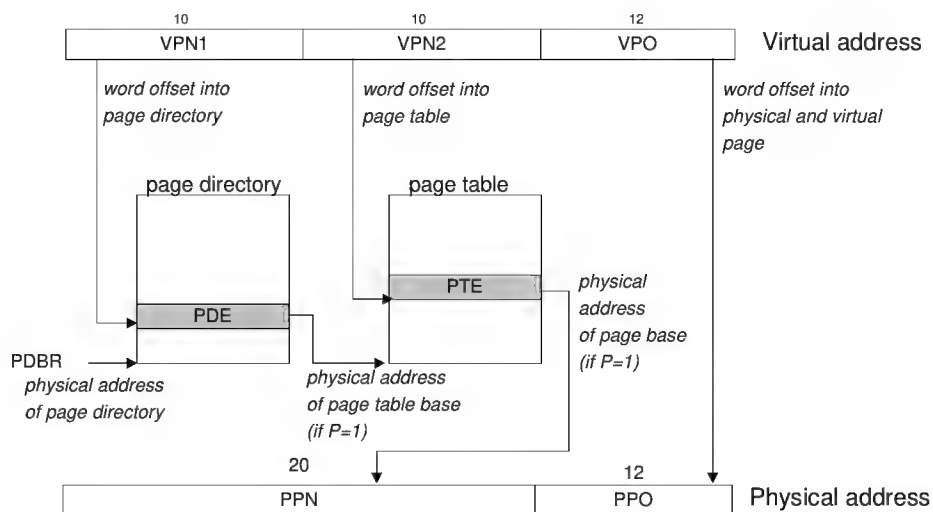 10
10
12
VPN1
VPN2
VPO
Virtual address
word offset into
page directory
word offset into
page table
word offset into
physical and virtual
page
page directory
page table
PDE
PTE
physical
address
of page base
(if P=1)
PDBR
physical address
of page directory
physical address
of page table base
(if P=1)
20
12
PPN
PPO
Physical address